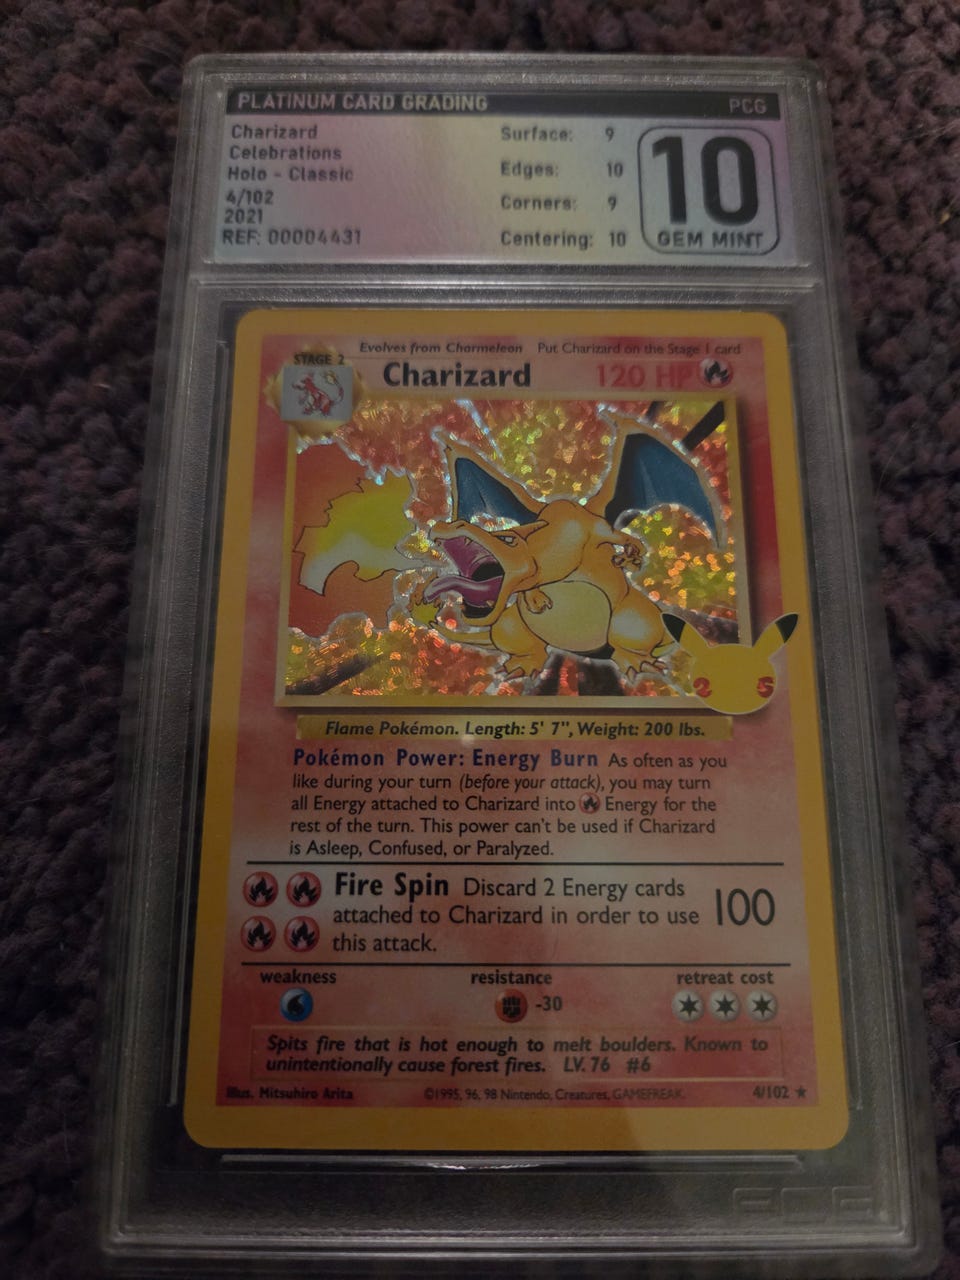 PLATINUM CARD GRADING PCG
Charizard
Celebrations
Holo - Classic
4/102
2021
REF: 00004431
Surface: 9
Edges: 10
Corners: 9
Centering: 10
10
GEM MINT
STAGE 2
Evolves from Charmeleon Put Charizard on the Stage 1 card
Charizard 120 HP
2 5
Flame Pokémon. Length: 5' 7", Weight: 200 lbs.
Pokémon Power: Energy Burn As often as you
like during your turn (before your attack), you may turn
all Energy attached to Charizard into Energy for the
rest of the turn. This power can't be used if Charizard
is Asleep, Confused, or Paralyzed.
Fire Spin Discard 2 Energy cards
attached to Charizard in order to use 100
this attack.
weakness resistance retreat cost
-30
Spits fire that is hot enough to melt boulders. Known to
unintentionally cause forest fires. LV. 76 #6
Illus. Mitsuhiro Arita ©1995, 96, 98 Nintendo, Creatures, GAMEFREAK. 4/102